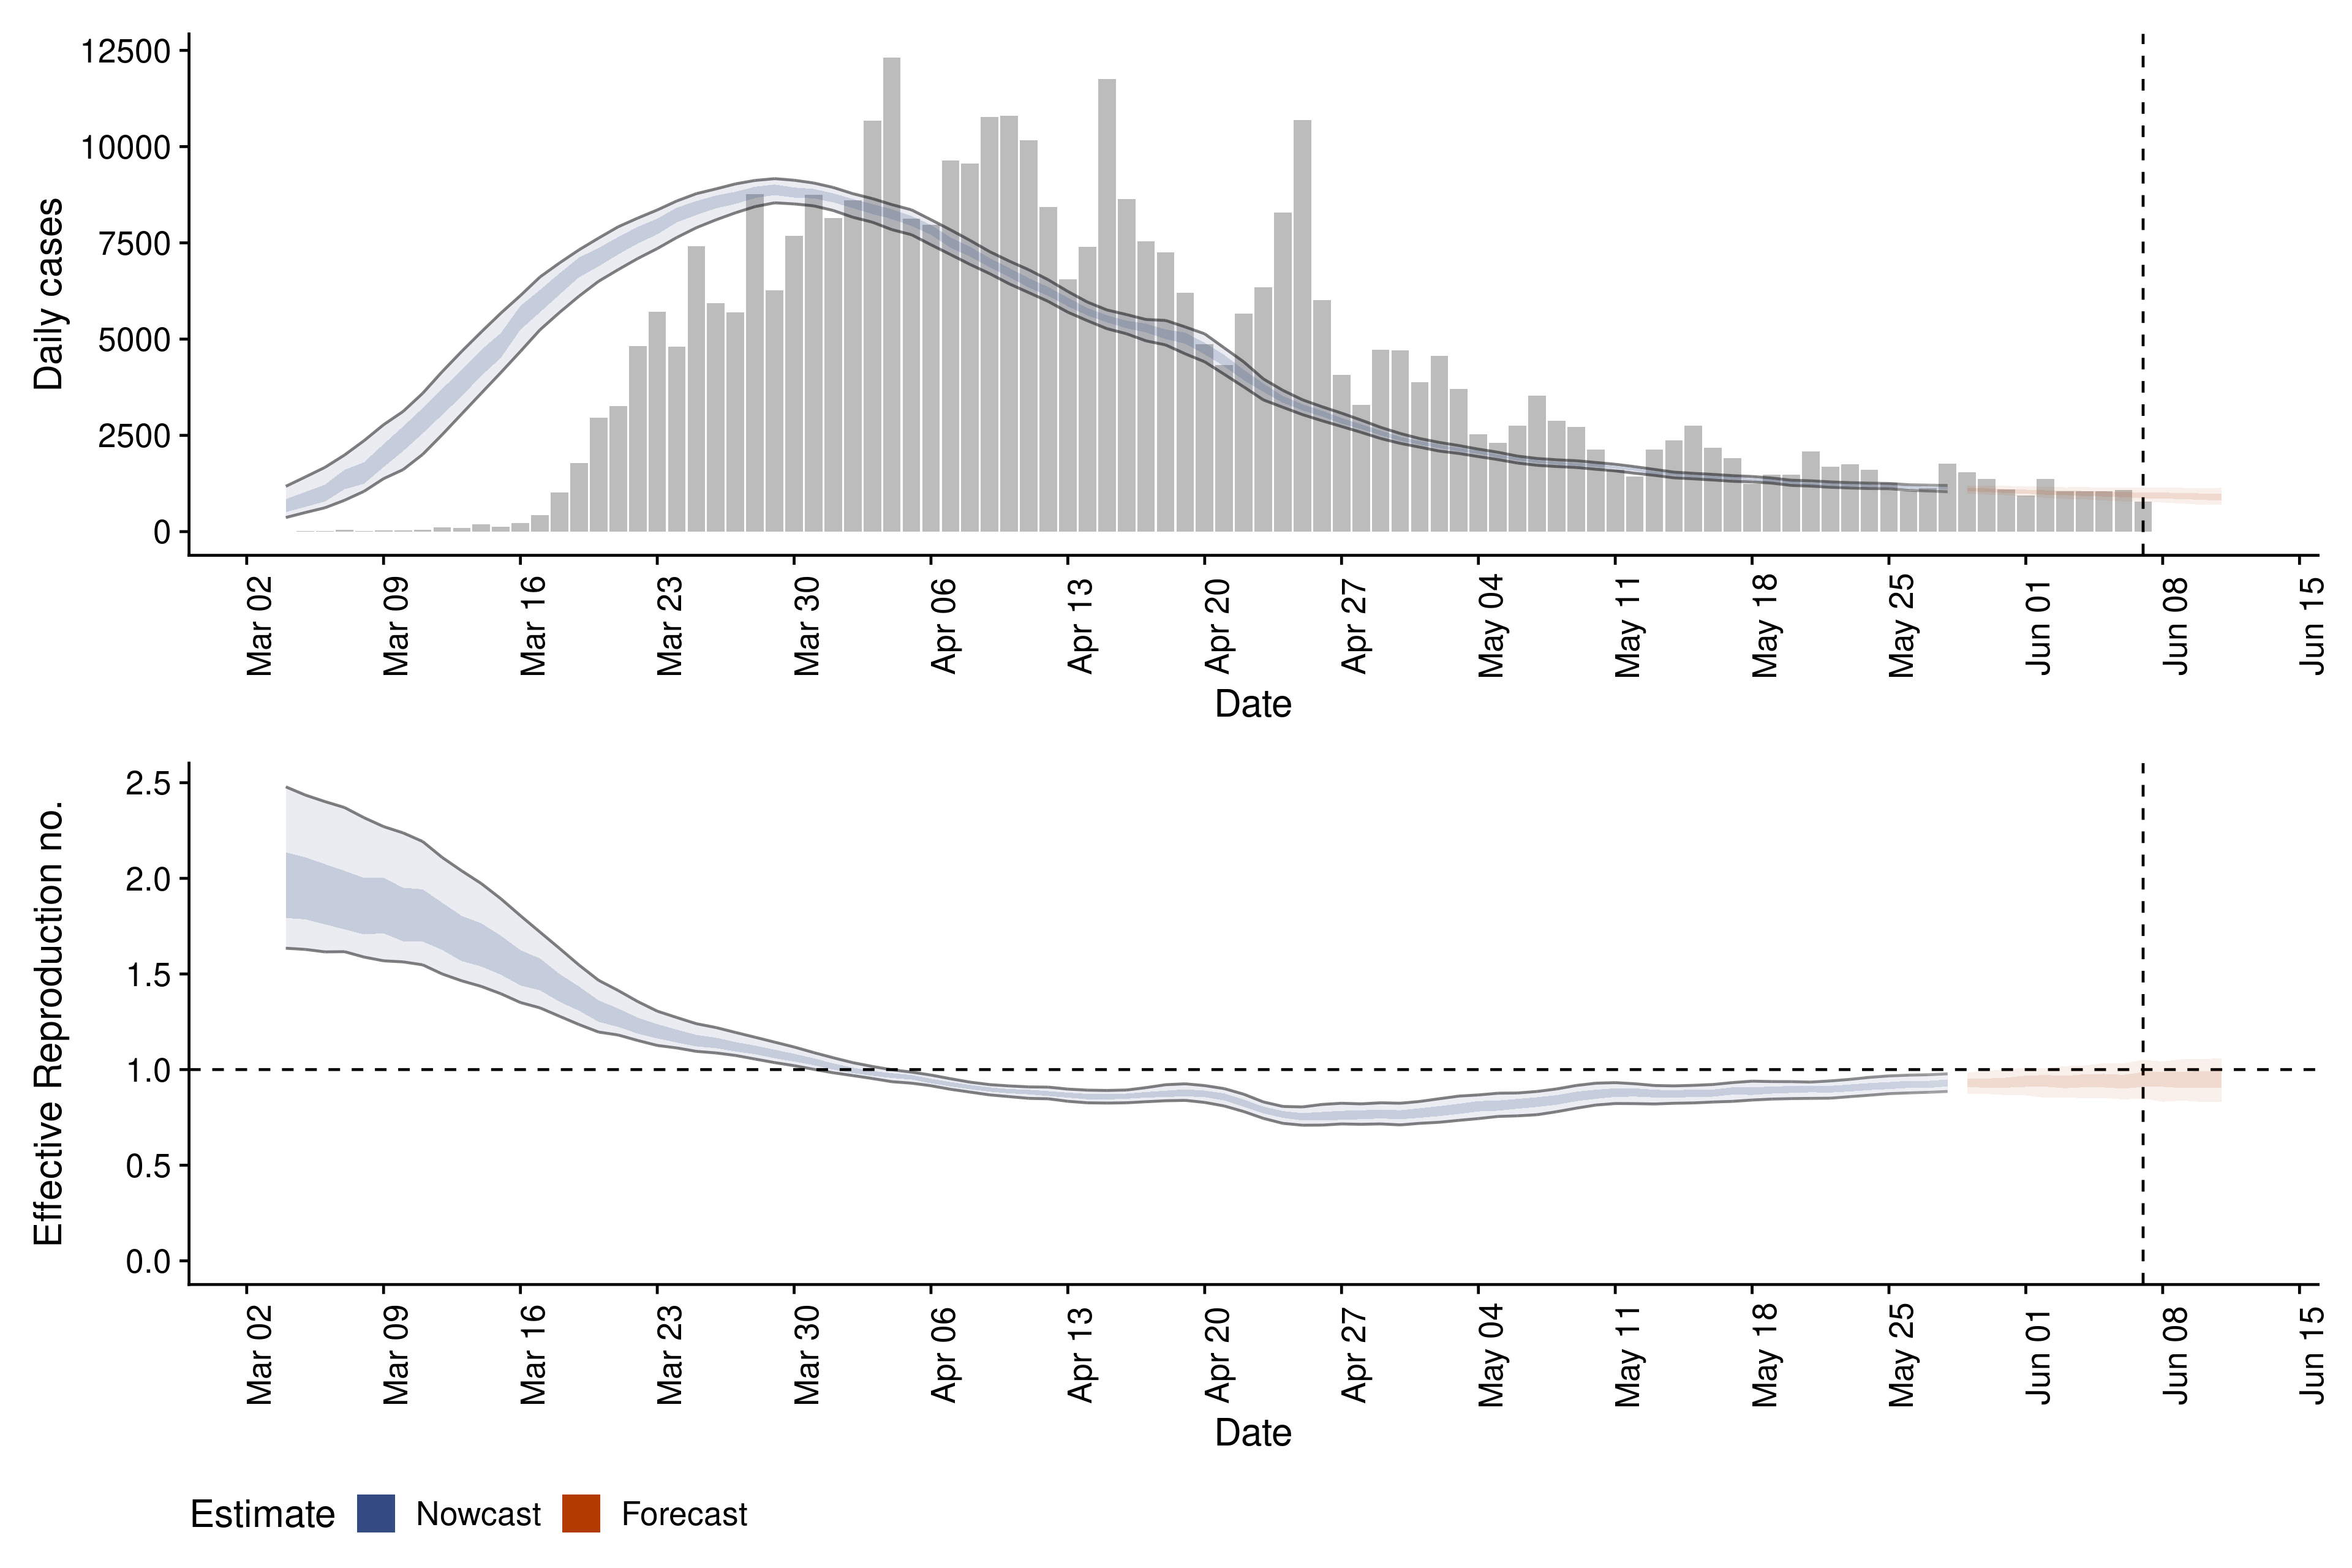 Daily cases
12500
10000
7500
5000
2500
0
Mar 02
Mar 09
Mar 16
Mar 23
Mar 30
Apr 06
Apr 13
Apr 20
Apr 27
May 04
May 11
May 18
May 25
Jun 01
Jun 08
Jun 15
Date
Effective Reproduction no.
2.5
2.0
1.5
1.0
0.5
0.0
Mar 02
Mar 09
Mar 16
Mar 23
Mar 30
Apr 06
Apr 13
Apr 20
Apr 27
May 04
May 11
May 18
May 25
Jun 01
Jun 08
Jun 15
Date
Estimate Nowcast Forecast